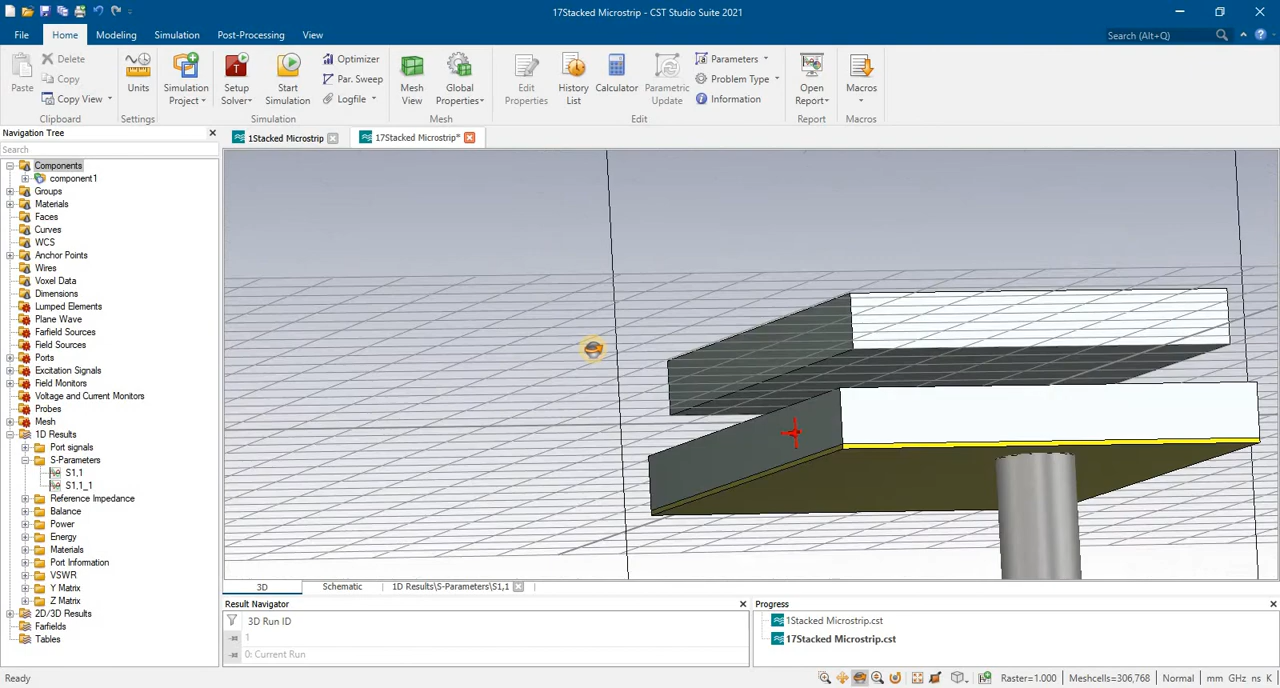 17Stacked Microstrip - CST Studio Suite 2021
File Home Modeling Simulation Post-Processing View Search (Alt+Q)
Paste Delete Copy Copy View Clipboard
Units Settings
Simulation Project Setup Solver Start Simulation Optimizer Par. Sweep Logfile Simulation
Mesh View Global Properties Mesh
Edit Properties History List Calculator Parametric Update Parameters Problem Type Information Edit
Open Report Report
Macros Macros
Navigation Tree
1Stacked Microstrip 17Stacked Microstrip*
Search
Components
component1
Groups
Materials
Faces
Curves
WCS
Anchor Points
Wires
Voxel Data
Dimensions
Lumped Elements
Plane Wave
Farfield Sources
Field Sources
Ports
Excitation Signals
Field Monitors
Voltage and Current Monitors
Probes
Mesh
1D Results
Port signals
S-Parameters
S1,1
S1,1_1
Reference Impedance
Balance
Power
Energy
Materials
Port Information
VSWR
Y Matrix
Z Matrix
2D/3D Results
Farfields
Tables
3D Schematic 1D Results\S-Parameters\S1,1
Result Navigator
3D Run ID
1
0: Current Run
Progress
1Stacked Microstrip.cst
17Stacked Microstrip.cst
Ready Raster=1.000 Meshcells=306,768 Normal mm GHz ns K